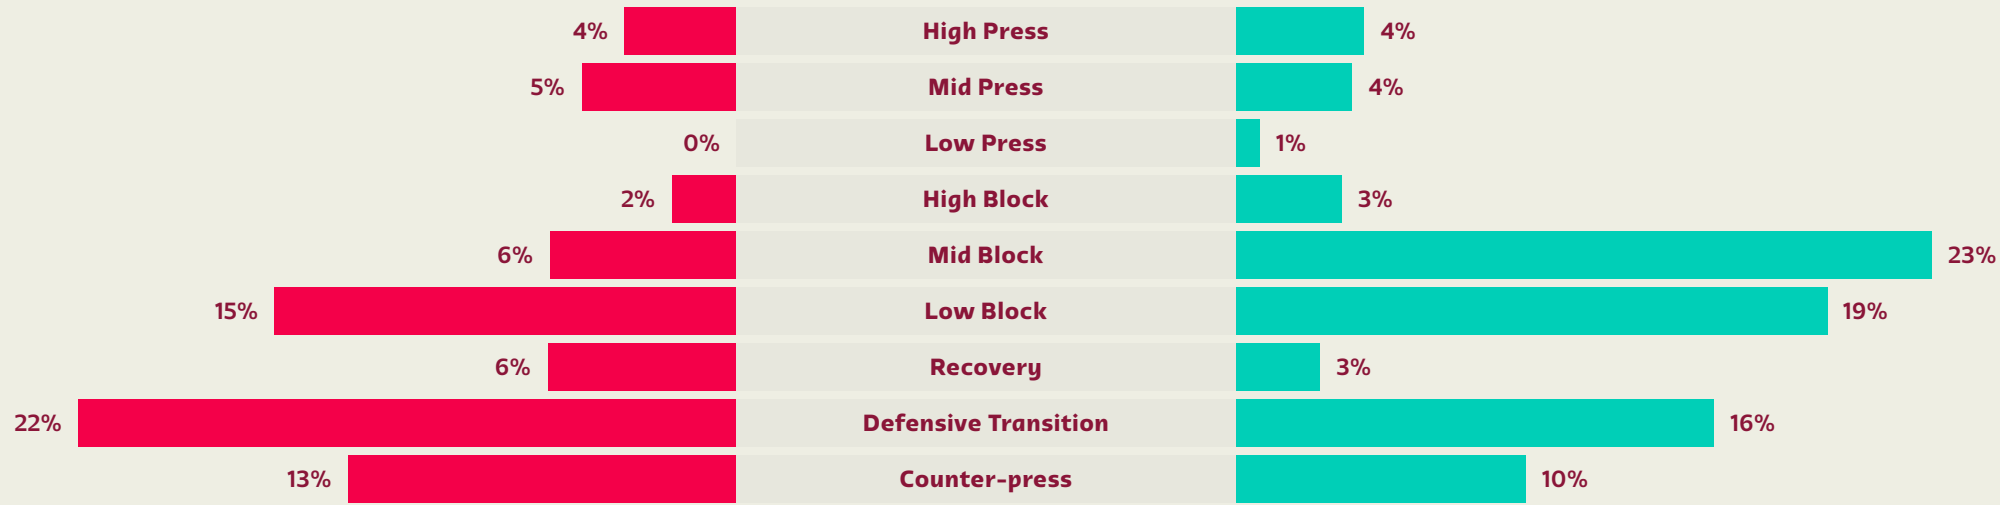 4% High Press 4%
5% Mid Press 4%
0% Low Press 1%
2% High Block 3%
6% Mid Block 23%
15% Low Block 19%
6% Recovery 3%
22% Defensive Transition 16%
13% Counter-press 10%